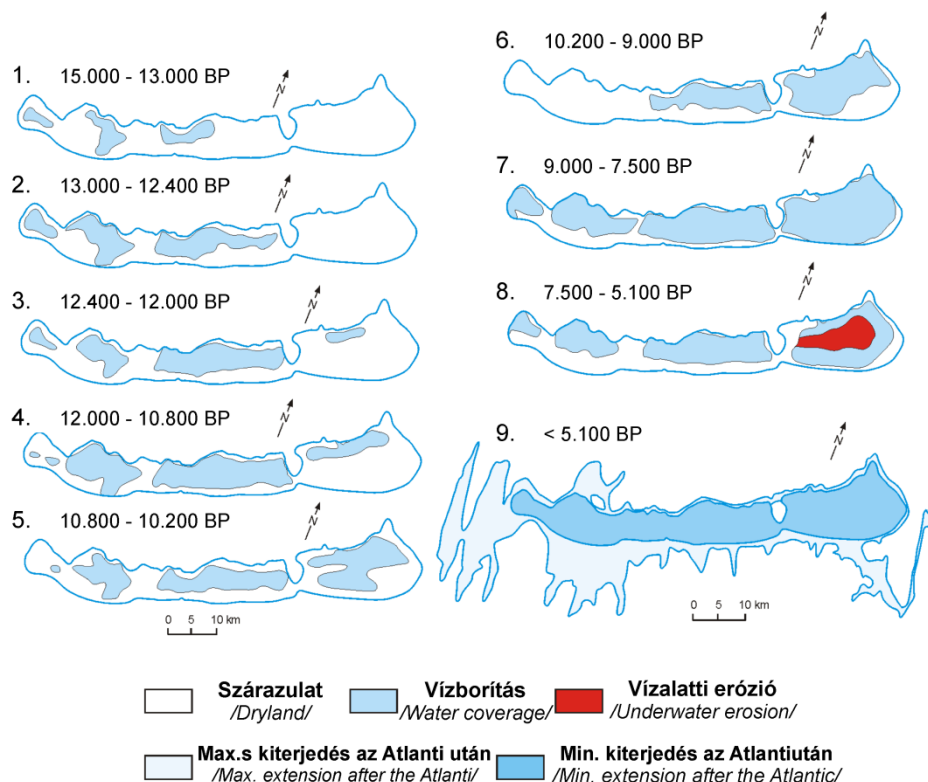 1. 15.000 - 13.000 BP
N
2. 13.000 - 12.400 BP
N
3. 12.400 - 12.000 BP
N
4. 12.000 - 10.800 BP
N
5. 10.800 - 10.200 BP
N
0 5 10 km
6. 10.200 - 9.000 BP
N
7. 9.000 - 7.500 BP
N
8. 7.500 - 5.100 BP
N
9. < 5.100 BP
N
0 5 10 km
Szárazulat
/Dryland/
Vízborítás
/Water coverage/
Vízalatti erózió
/Underwater erosion/
Max.s kiterjedés az Atlanti után
/Max. extension after the Atlanti/
Min. kiterjedés az Atlantiután
/Min. extension after the Atlantic/